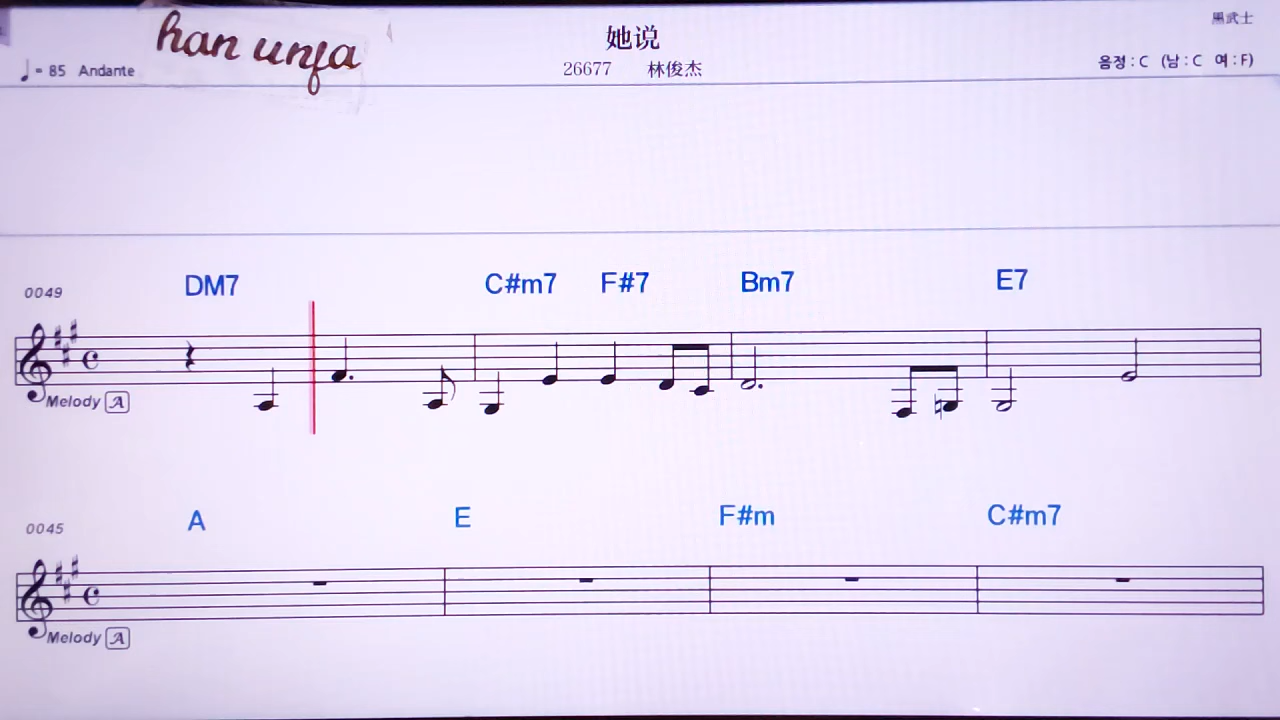 han unfa
她说
黑武士
♩ = 85 Andante
26677 林俊杰
음정 : C (남 : C 여 : F)
0049 DM7 C#m7 F#7 Bm7 E7
Melody A
0045 A E F#m C#m7
Melody A